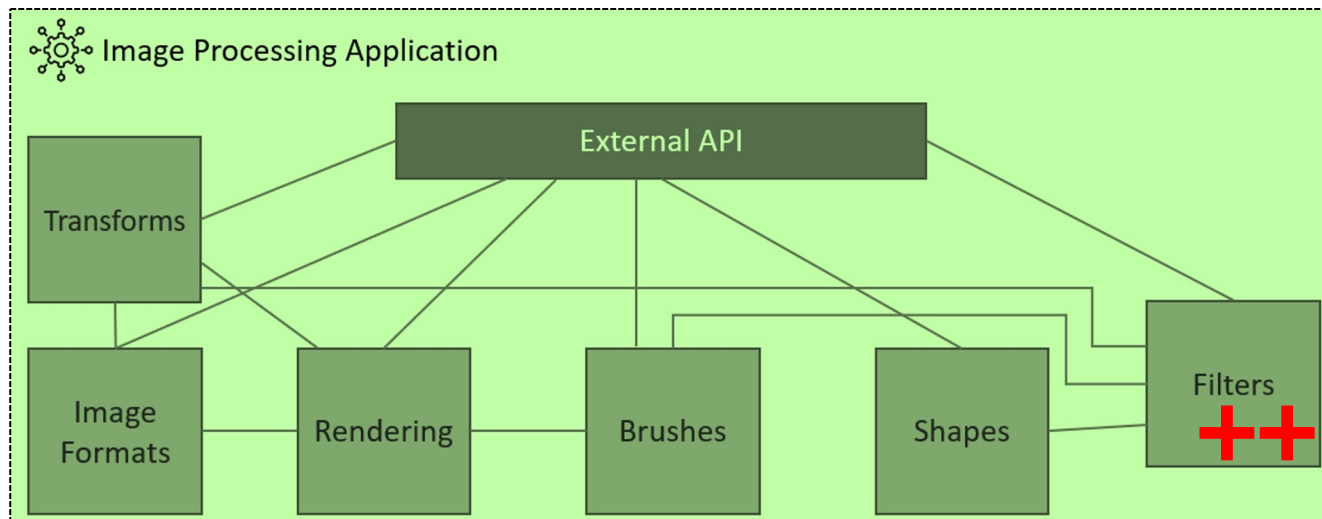 Image Processing Application
External API
Transforms
Image
Formats
Rendering
Brushes
Shapes
Filters
++